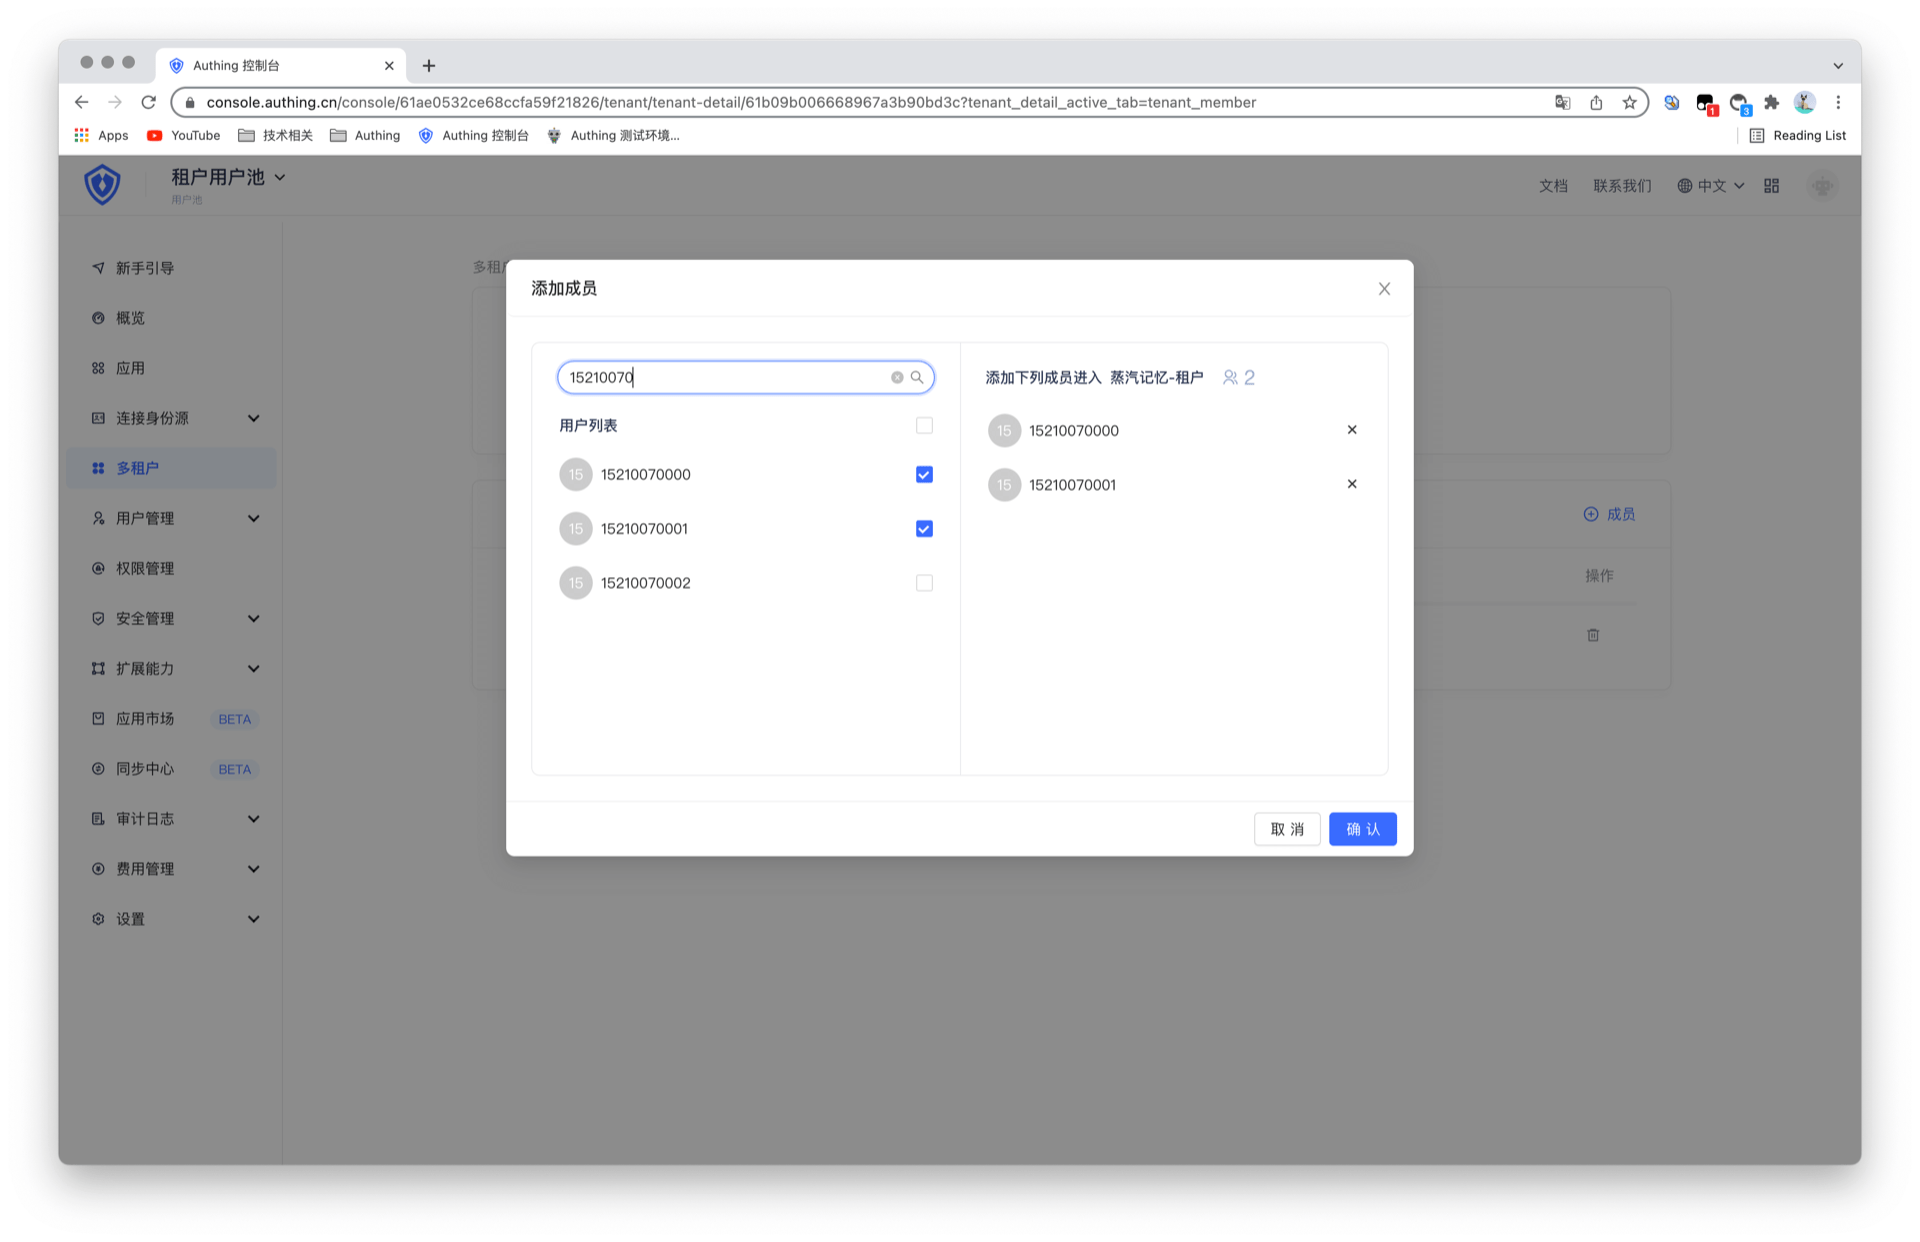 Authing 控制台
console.authing.cn/console/61ae0532ce68ccfa59f21826/tenant/tenant-detail/61b09b006668967a3b90bd3c?tenant_detail_active_tab=tenant_member
1
3
Apps
YouTube
技术相关
Authing
Authing 控制台
Authing 测试环境...
Reading List
租户用户池
用户池
文档
联系我们
中文
新手引导
概览
应用
连接身份源
多租户
用户管理
权限管理
安全管理
扩展能力
应用市场 BETA
同步中心 BETA
审计日志
费用管理
设置
多租户
添加成员
15210070
用户列表
15 15210070000
15 15210070001
15 15210070002
添加下列成员进入 蒸汽记忆-租户 2
15 15210070000
15 15210070001
取 消
确 认
成员
操作